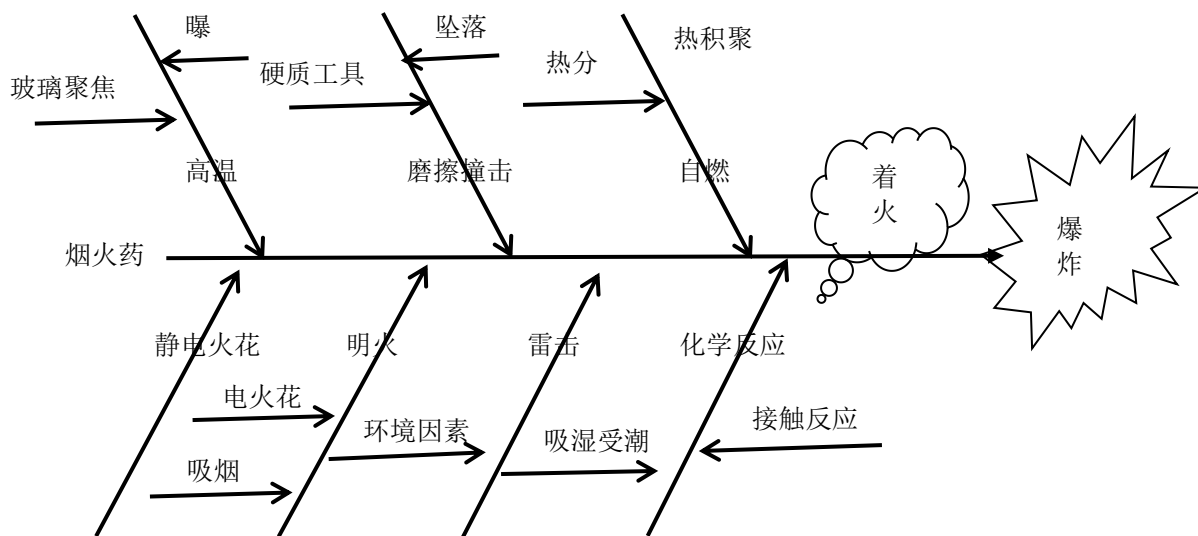 曝
坠落
热积聚
玻璃聚焦
硬质工具
热分
高温
磨擦撞击
自燃
着
火
烟火药
爆
炸
静电火花
明火
雷击
化学反应
电火花
环境因素
吸湿受潮
接触反应
吸烟